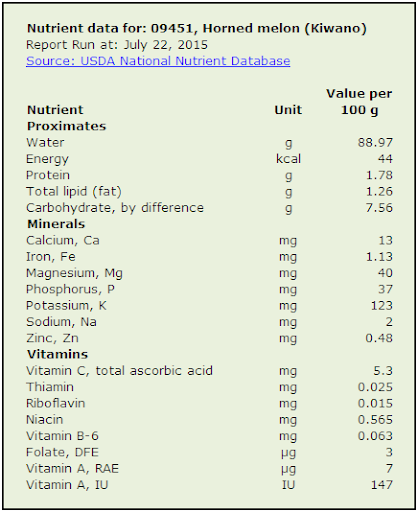 Nutrient data for: 09451, Horned melon (Kiwano)
Report Run at: July 22, 2015
Source: USDA National Nutrient Database
Nutrient Unit Value per 100 g
Proximates
Water g 88.97
Energy kcal 44
Protein g 1.78
Total lipid (fat) g 1.26
Carbohydrate, by difference g 7.56
Minerals
Calcium, Ca mg 13
Iron, Fe mg 1.13
Magnesium, Mg mg 40
Phosphorus, P mg 37
Potassium, K mg 123
Sodium, Na mg 2
Zinc, Zn mg 0.48
Vitamins
Vitamin C, total ascorbic acid mg 5.3
Thiamin mg 0.025
Riboflavin mg 0.015
Niacin mg 0.565
Vitamin B-6 mg 0.063
Folate, DFE µg 3
Vitamin A, RAE µg 7
Vitamin A, IU IU 147